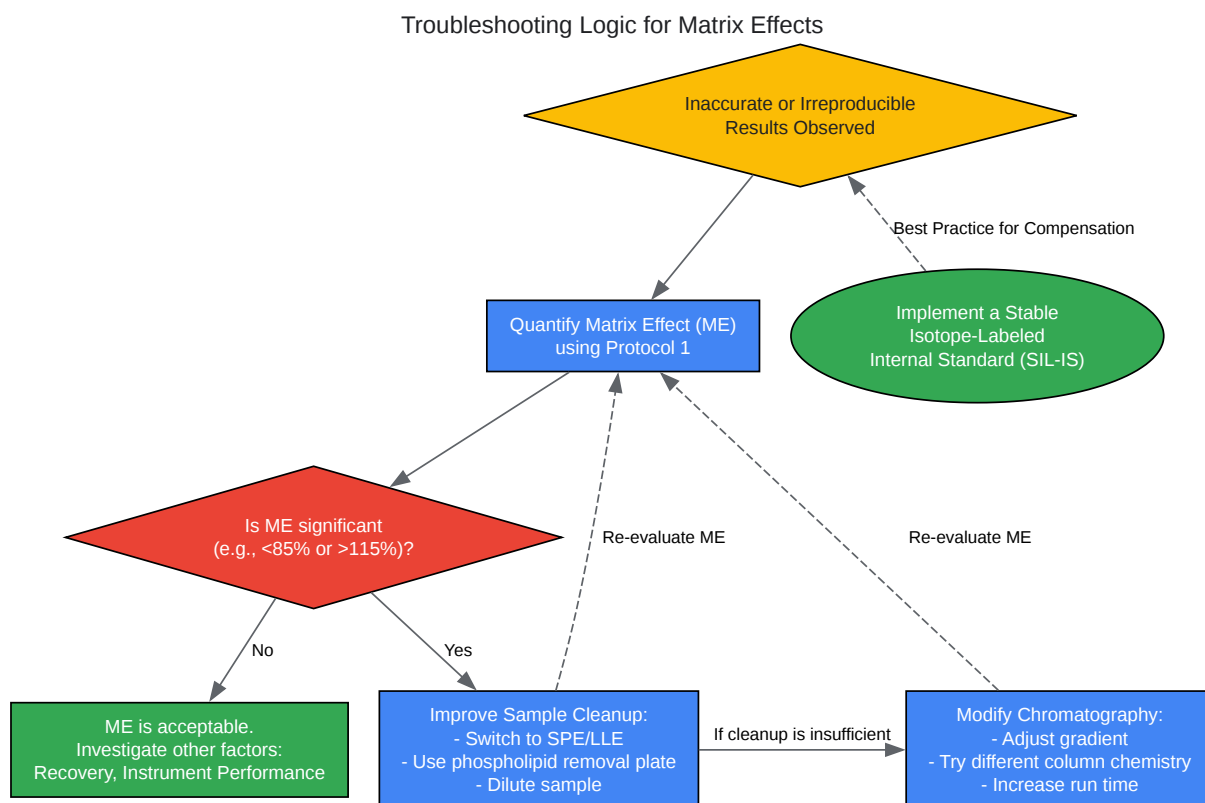 Troubleshooting Logic for Matrix Effects
Inaccurate or Irreproducible
Results Observed
Best Practice for Compensation
Implement a Stable
Isotope-Labeled
Internal Standard (SIL-IS)
Quantify Matrix Effect (ME)
using Protocol 1
Is ME significant
(e.g., <85% or >115%)?
Re-evaluate ME
Re-evaluate ME
No
Yes
ME is acceptable.
Investigate other factors:
Recovery, Instrument Performance
Improve Sample Cleanup:
- Switch to SPE/LLE
- Use phospholipid removal plate
- Dilute sample
If cleanup is insufficient
Modify Chromatography:
- Adjust gradient
- Try different column chemistry
- Increase run time